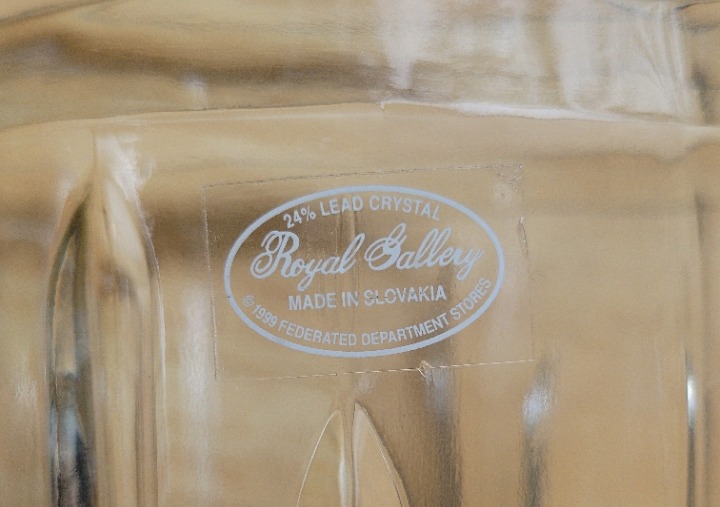 24% LEAD CRYSTAL
Royal Gallery
MADE IN SLOVAKIA
© 1999 FEDERATED DEPARTMENT STORES